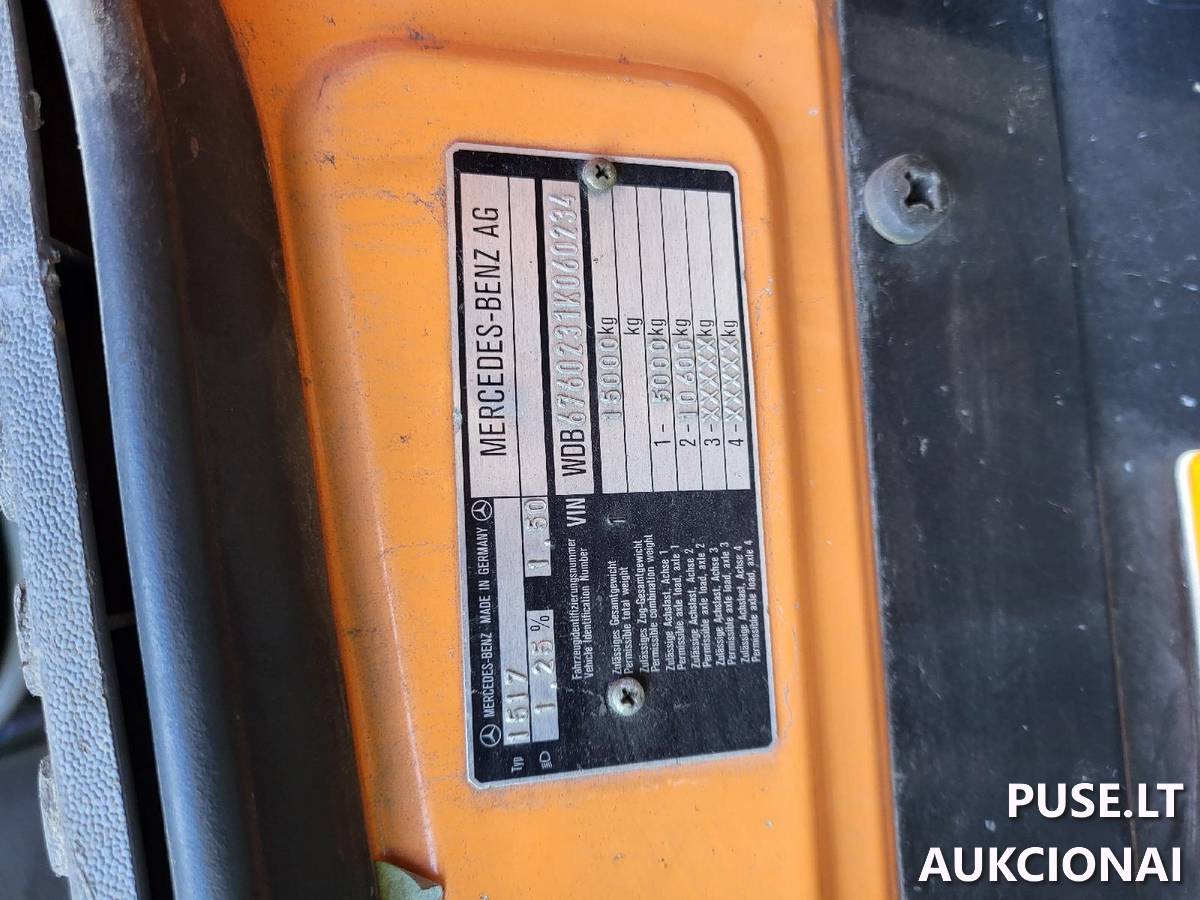 MERCEDES-BENZ MADE IN GERMANY
MERCEDES-BENZ AG
Typ 1517
1.25% 1.50
Fahrzeugidentifizierungsnummer
Vehicle Identification Number
VIN WDB6760231K060234
Zulässiges Gesamtgewicht
Permissible total weight
1 15000kg
Zulässiges Zug-Gesamtgewicht
Permissible combination weight
kg
Zulässige Achslast, Achse 1
Permissible axle load, axle 1
1- 5000kg
Zulässige Achslast, Achse 2
Permissible axle load, axle 2
2-10600kg
Zulässige Achslast, Achse 3
Permissible axle load, axle 3
3-XXXXXkg
Zulässige Achslast, Achse 4
Permissible axle load, axle 4
4-XXXXXkg
PUSE.LT
AUKCIONAI